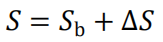 S = S_b + ΔS